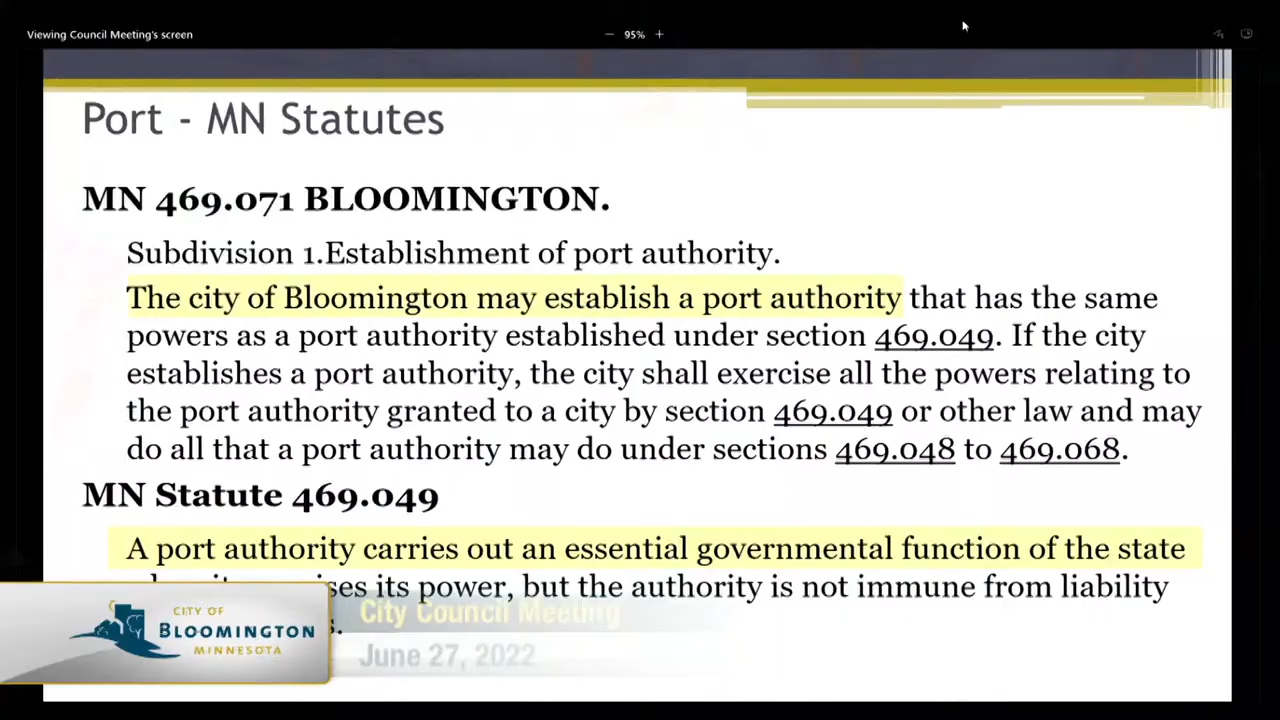 Viewing Council Meeting's screen
95%
Port - MN Statutes
MN 469.071 BLOOMINGTON.
Subdivision 1.Establishment of port authority.
The city of Bloomington may establish a port authority that has the same
powers as a port authority established under section 469.049. If the city
establishes a port authority, the city shall exercise all the powers relating to
the port authority granted to a city by section 469.049 or other law and may
do all that a port authority may do under sections 469.048 to 469.068.
MN Statute 469.049
A port authority carries out an essential governmental function of the state
its power, but the authority is not immune from liability
CITY OF
BLOOMINGTON
MINNESOTA
City Council Meeting
June 27, 2022